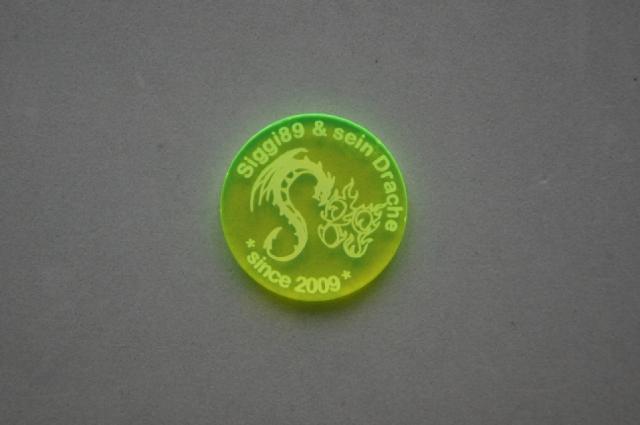 Siggi89 & sein Drache
* since 2009 *